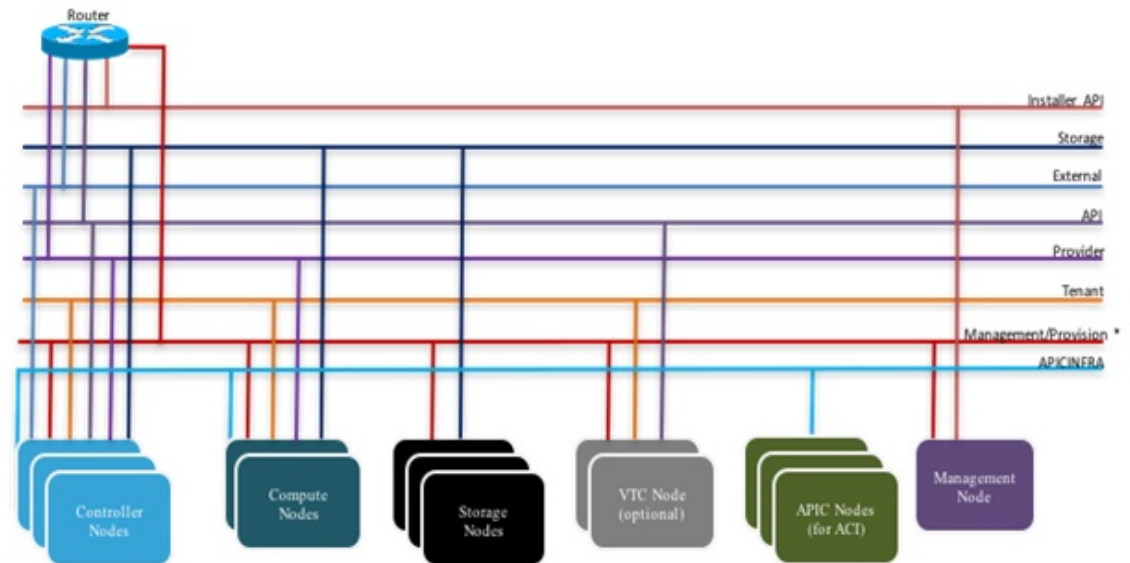 Router
Installer API
Storage
External
API
Provider
Tenant
Management/Provision *
APICINFRA
Controller
Nodes
Compute
Nodes
Storage
Nodes
VTC Node
(optional)
APIC Nodes
(for ACI)
Management
Node